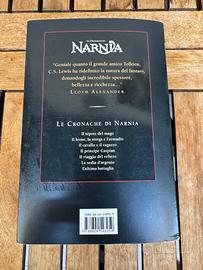 LE CRONACHE DI
NARNIA
"Geniale quanto il grande amico Tolkien,
C.S. Lewis ha ridefinito la natura del fantasy,
donandogli incredibile spessore,
bellezza e ricchezza..."
LLOYD ALEXANDER
LE CRONACHE DI NARNIA
Il nipote del mago
Il leone, la strega e l'armadio
Il cavallo e il ragazzo
Il principe Caspian
Il viaggio del veliero
La sedia d'argento
L'ultima battaglia